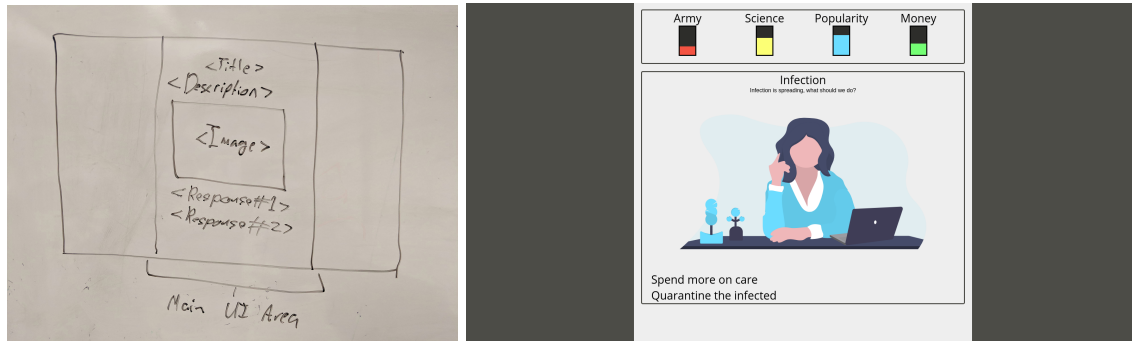 <Title>
<Description>
<Image>
<Response#1>
<Response#2>
Main UI Area
Army Science Popularity Money
Infection
Infection is spreading, what should we do?
Spend more on care
Quarantine the infected